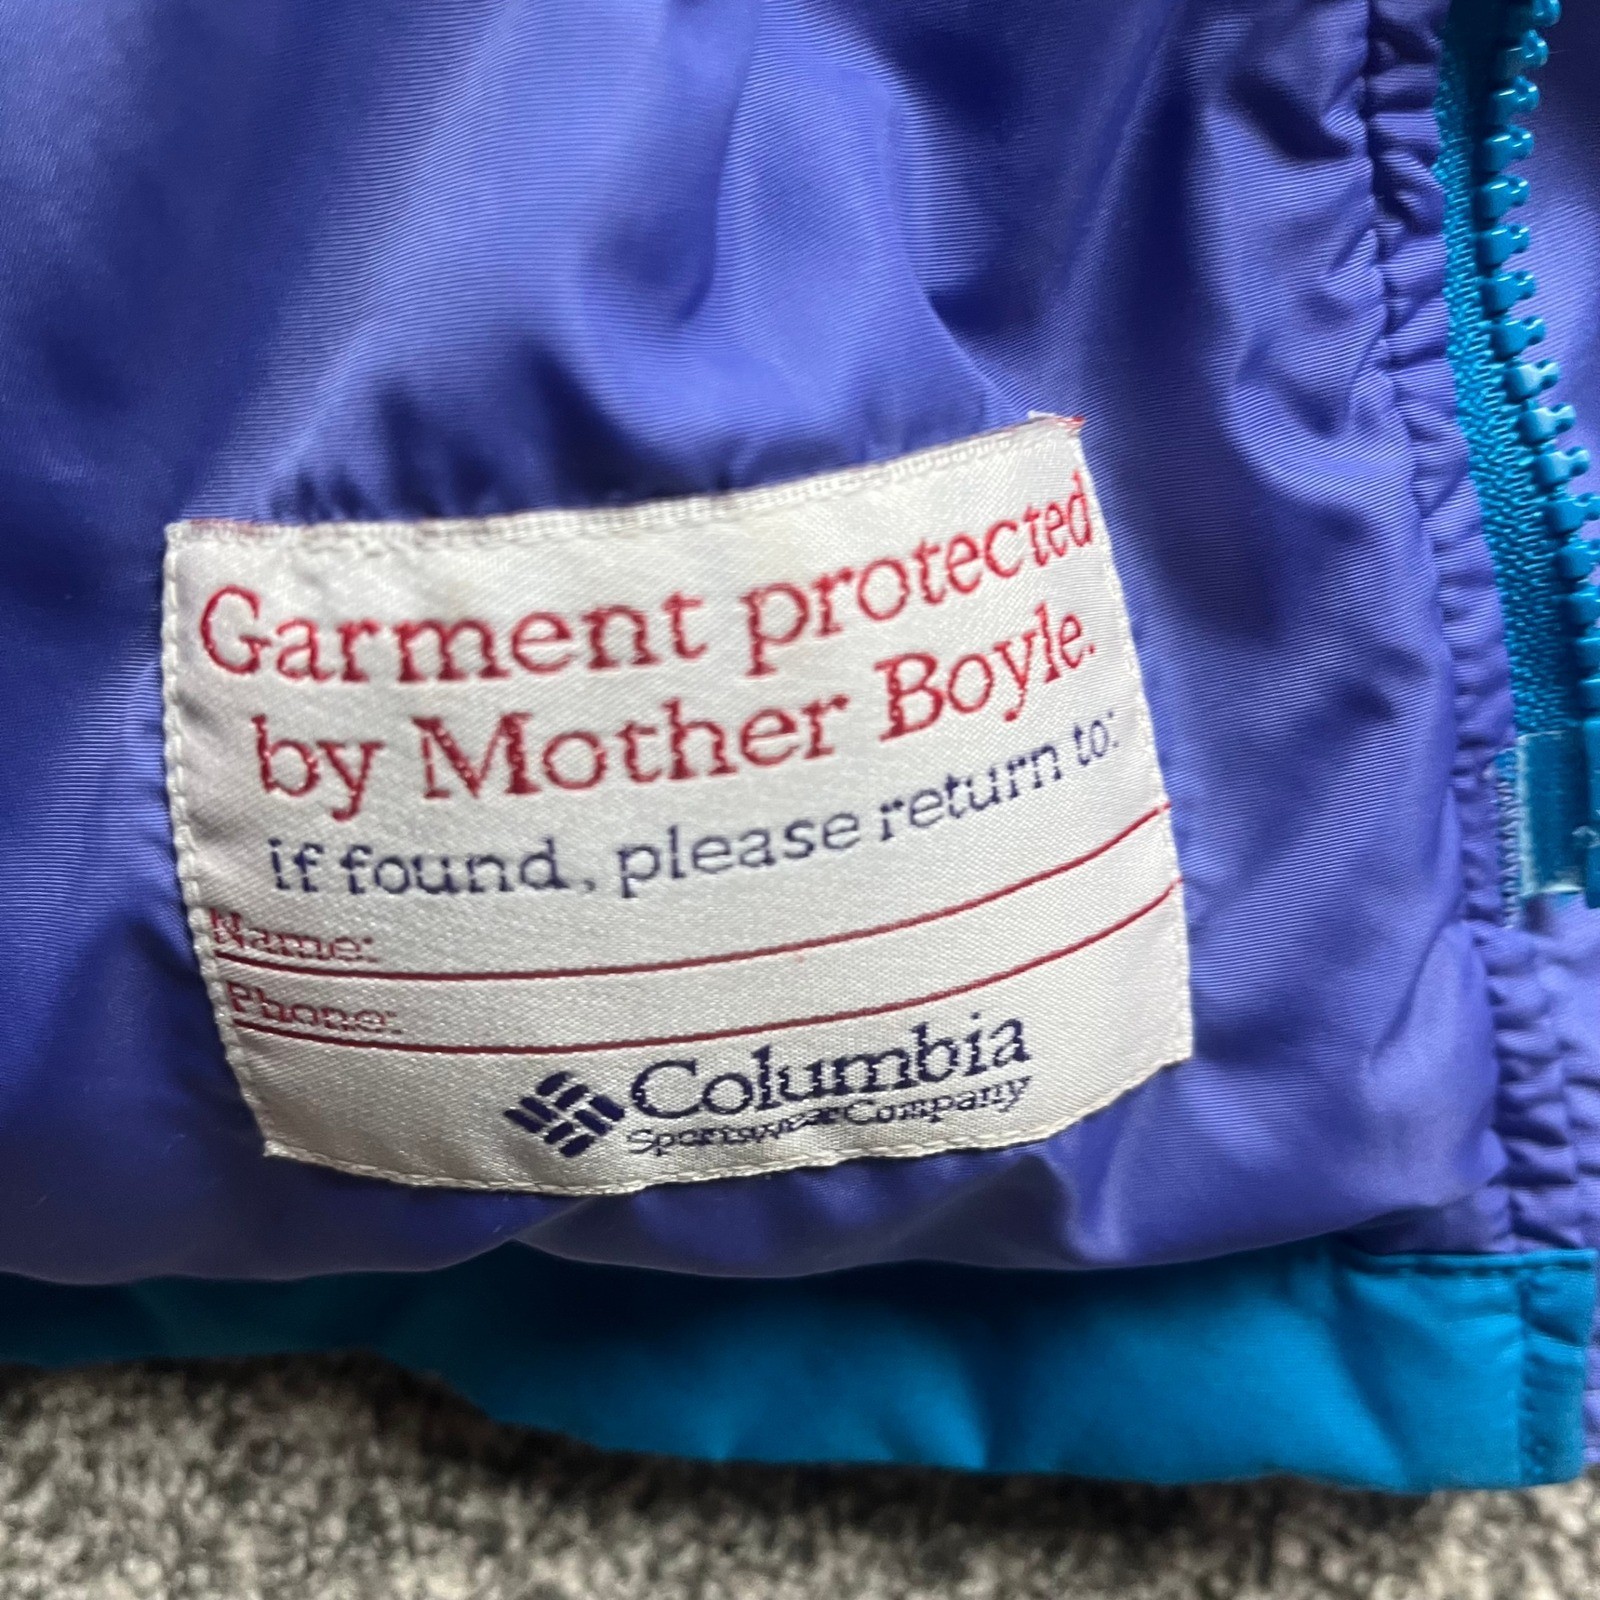 Garment protected
by Mother Boyle.
if found, please return to:
Name:
Phone:
Columbia
Sportswear Company